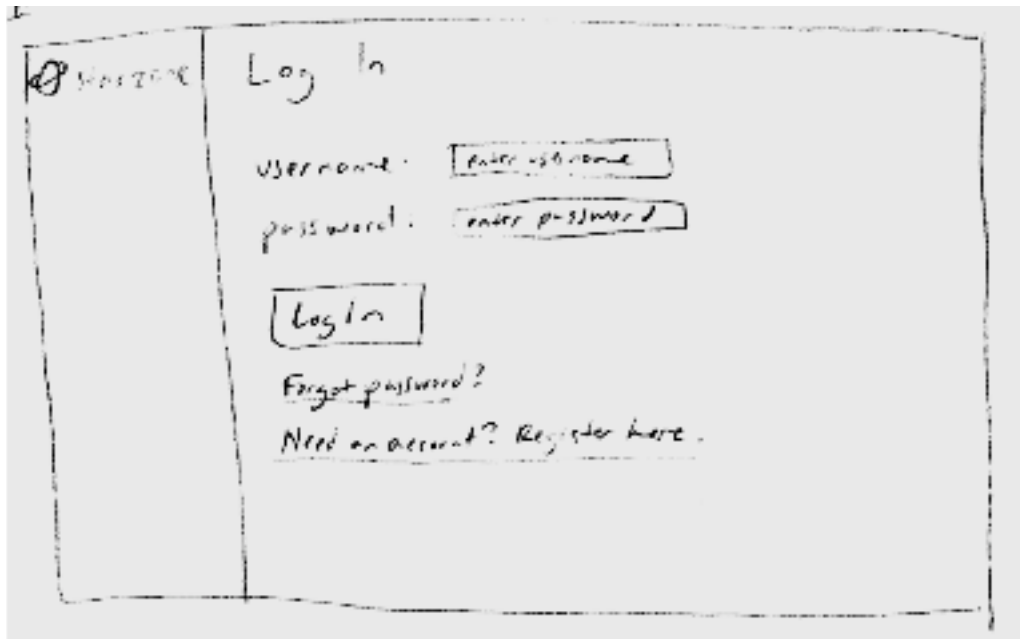 Log In
username:
enter username
password:
enter password
Log In
Forgot password?
Need an account? Register here.